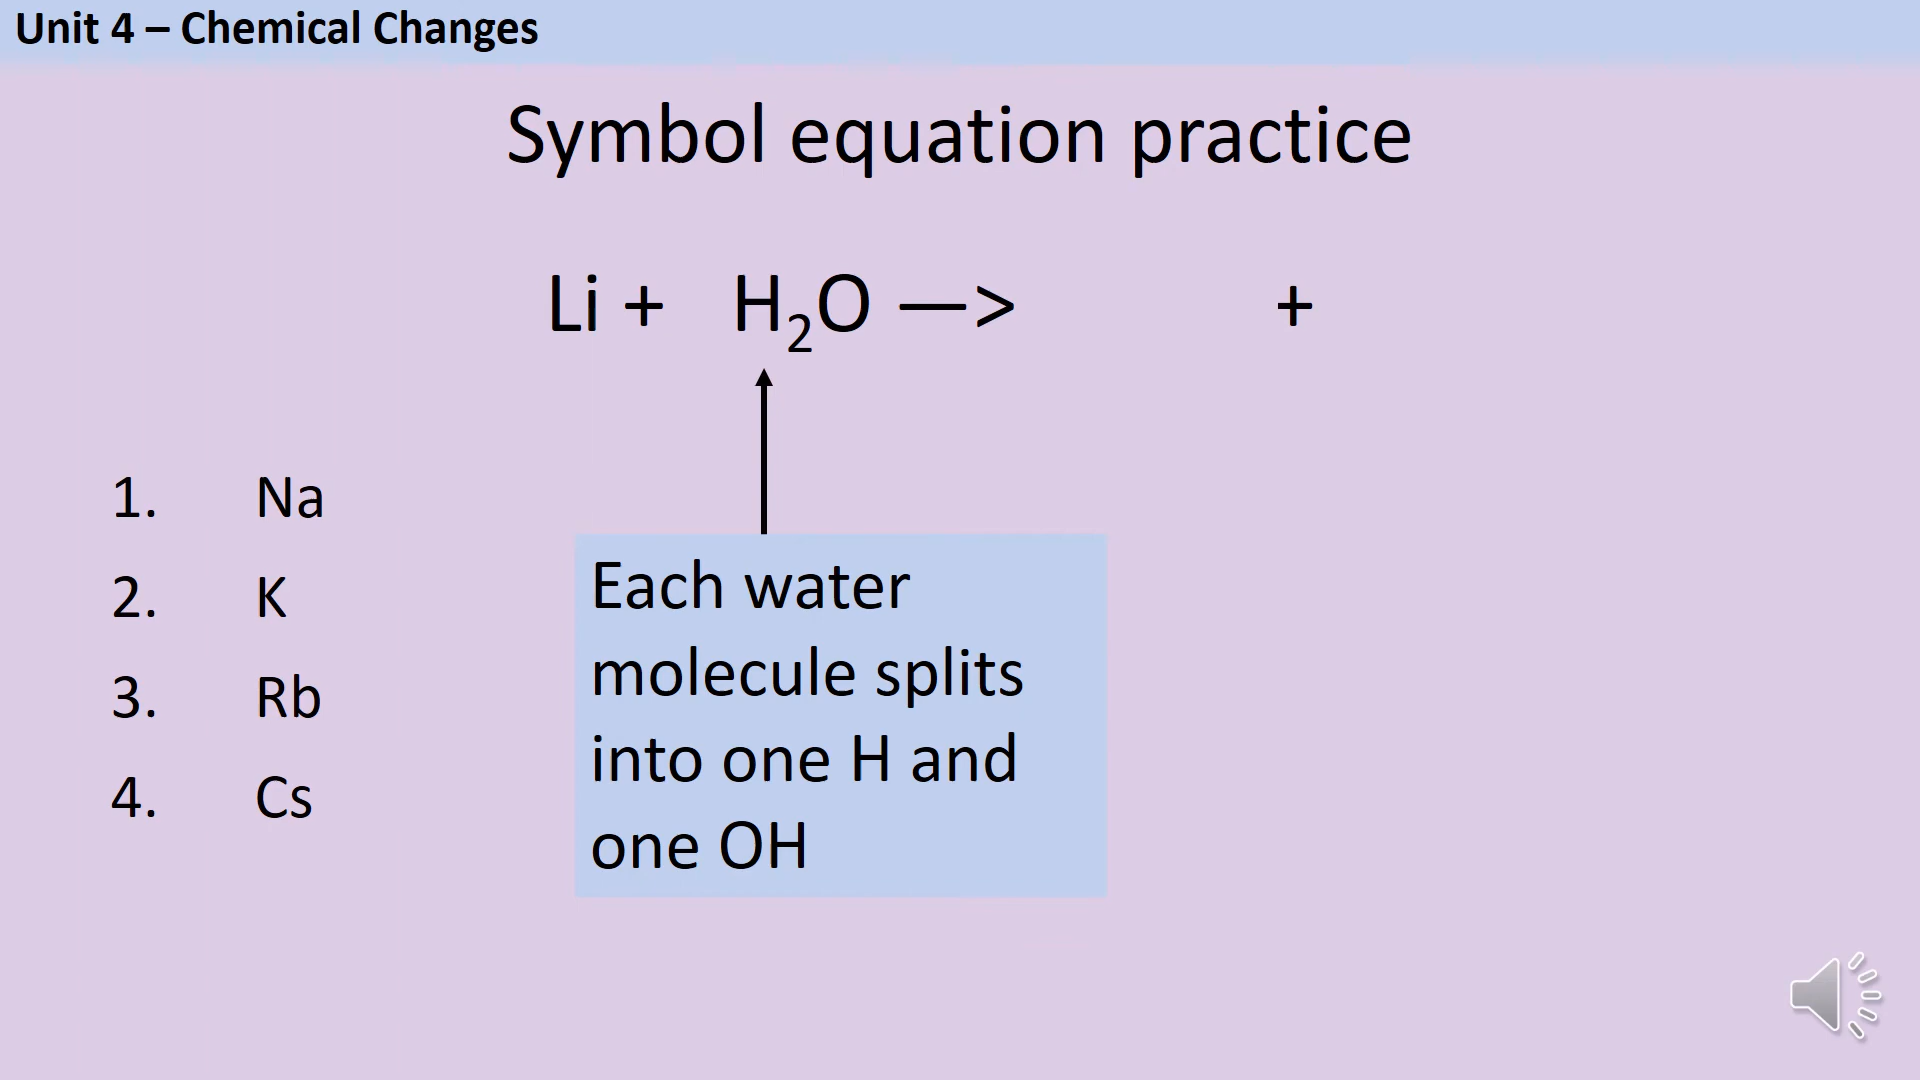 Unit 4 – Chemical Changes
Symbol equation practice
Li + H₂O —> +
1. Na
2. K
3. Rb
4. Cs
Each water
molecule splits
into one H and
one OH